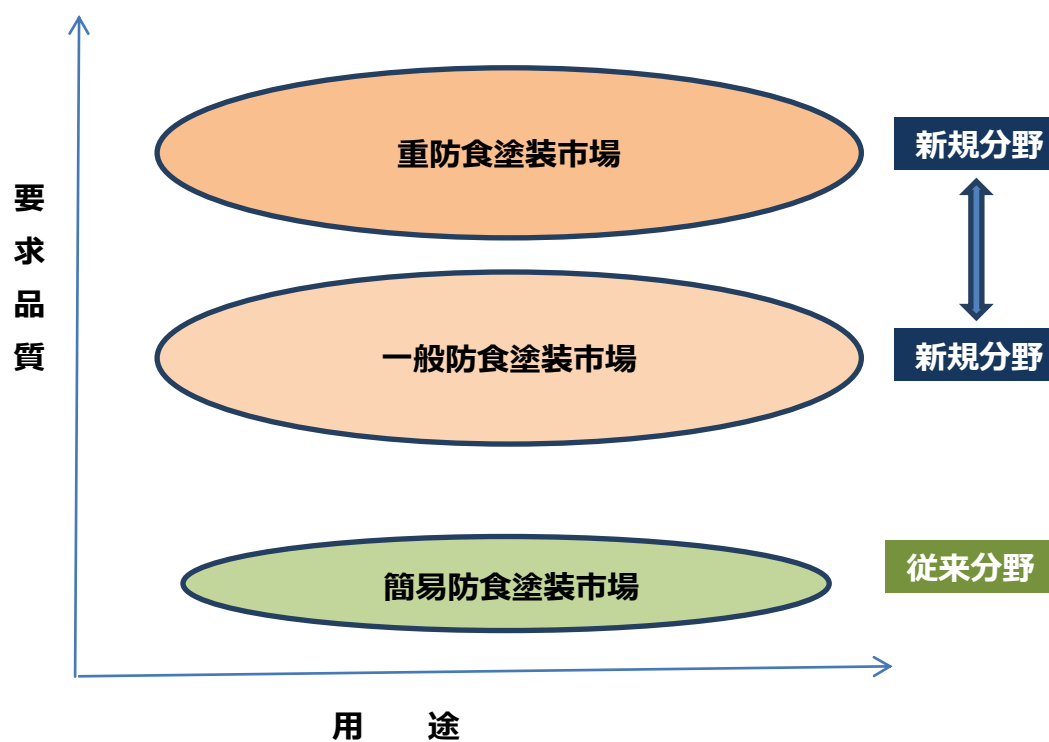 重防食塗装市場
新規分野
要求品質
一般防食塗装市場
新規分野
簡易防食塗装市場
従来分野
用　　途